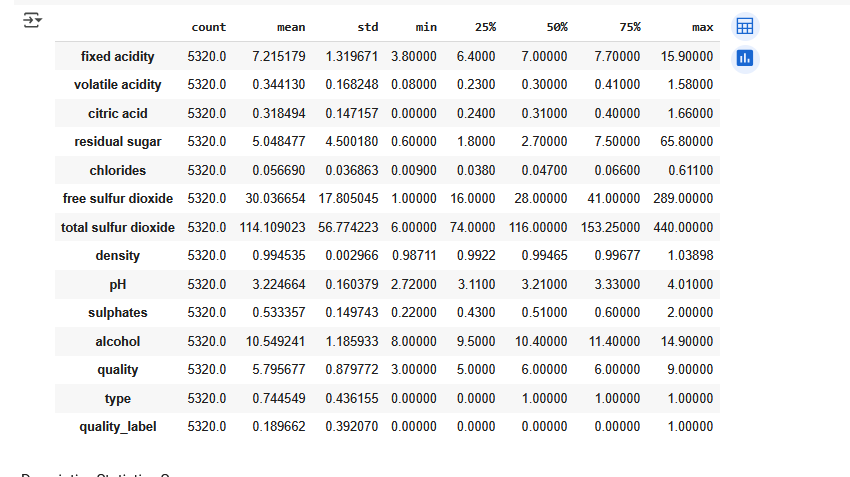 count mean std min 25% 50% 75% max
fixed acidity 5320.0 7.215179 1.319671 3.80000 6.4000 7.00000 7.70000 15.90000
volatile acidity 5320.0 0.344130 0.168248 0.08000 0.2300 0.30000 0.41000 1.58000
citric acid 5320.0 0.318494 0.147157 0.00000 0.2400 0.31000 0.40000 1.66000
residual sugar 5320.0 5.048477 4.500180 0.60000 1.8000 2.70000 7.50000 65.80000
chlorides 5320.0 0.056690 0.036863 0.00900 0.0380 0.04700 0.06600 0.61100
free sulfur dioxide 5320.0 30.036654 17.805045 1.00000 16.0000 28.00000 41.00000 289.00000
total sulfur dioxide 5320.0 114.109023 56.774223 6.00000 74.0000 116.00000 153.25000 440.00000
density 5320.0 0.994535 0.002966 0.98711 0.9922 0.99465 0.99677 1.03898
pH 5320.0 3.224664 0.160379 2.72000 3.1100 3.21000 3.33000 4.01000
sulphates 5320.0 0.533357 0.149743 0.22000 0.4300 0.51000 0.60000 2.00000
alcohol 5320.0 10.549241 1.185933 8.00000 9.5000 10.40000 11.40000 14.90000
quality 5320.0 5.795677 0.879772 3.00000 5.0000 6.00000 6.00000 9.00000
type 5320.0 0.744549 0.436155 0.00000 0.0000 1.00000 1.00000 1.00000
quality_label 5320.0 0.189662 0.392070 0.00000 0.0000 0.00000 0.00000 1.00000